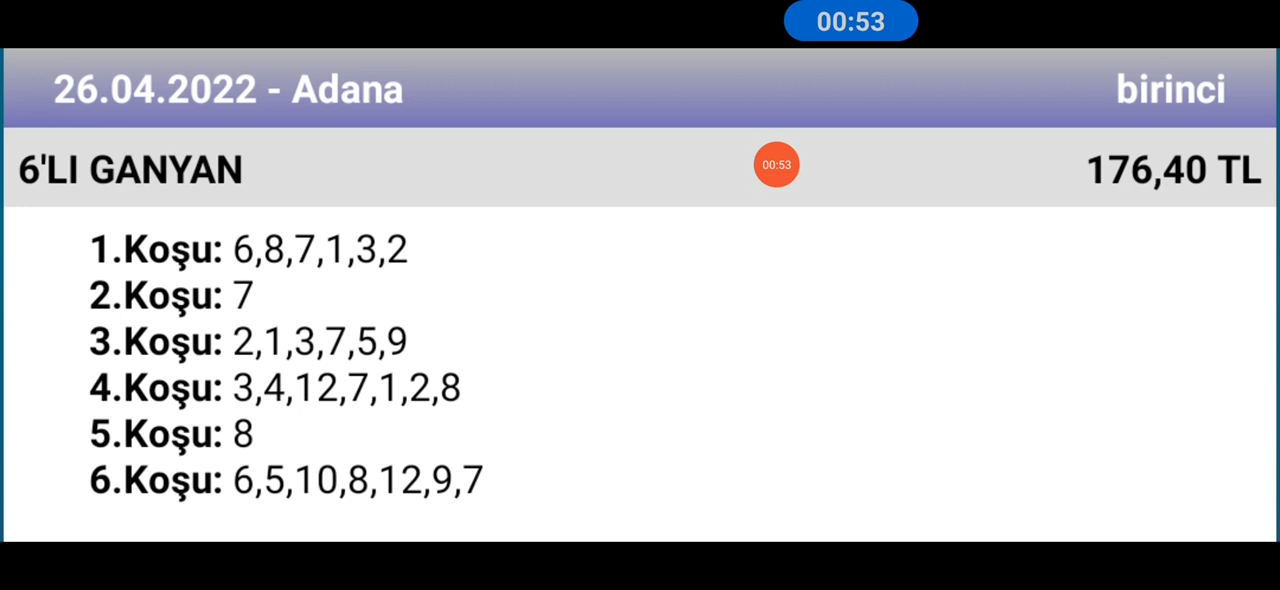 00:53
26.04.2022 - Adana birinci
6'LI GANYAN 00:53 176,40 TL
1.Koşu: 6,8,7,1,3,2
2.Koşu: 7
3.Koşu: 2,1,3,7,5,9
4.Koşu: 3,4,12,7,1,2,8
5.Koşu: 8
6.Koşu: 6,5,10,8,12,9,7